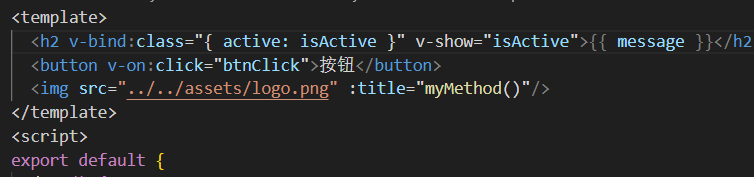 <template>
<h2 v-bind:class="{ active: isActive }" v-show="isActive">{{ message }}</h2
<button v-on:click="btnClick">按钮</button>
<img src="../../assets/logo.png" :title="myMethod()"/>
</template>
<script>
export default {